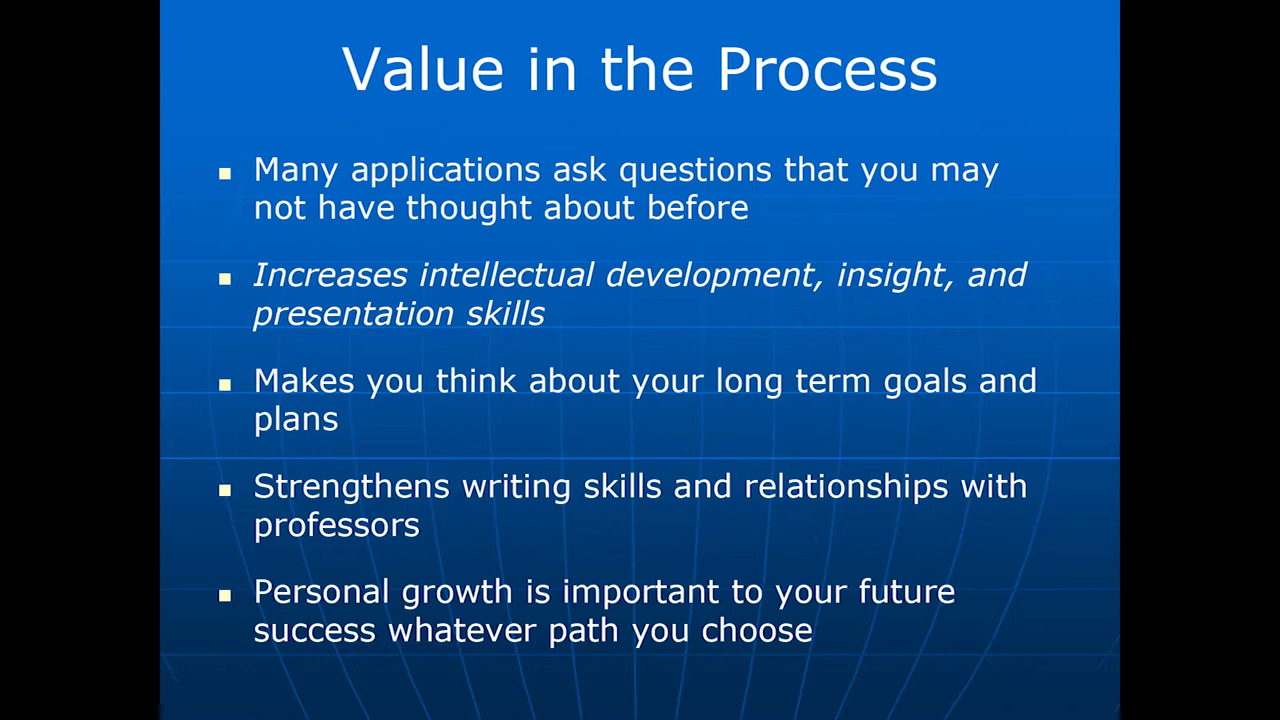 Value in the Process
Many applications ask questions that you may
not have thought about before
Increases intellectual development, insight, and
presentation skills
Makes you think about your long term goals and
plans
Strengthens writing skills and relationships with
professors
Personal growth is important to your future
success whatever path you choose